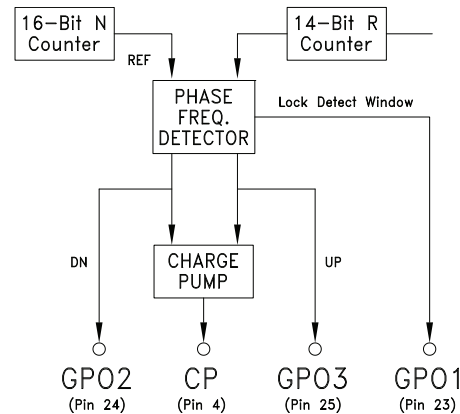 16-Bit N
Counter
14-Bit R
Counter
REF
PHASE
FREQ.
DETECTOR
Lock Detect Window
DN
CHARGE
PUMP
UP
GPO2
CP
GPO3
GPO1
(Pin 24)
(Pin 4)
(Pin 25)
(Pin 23)